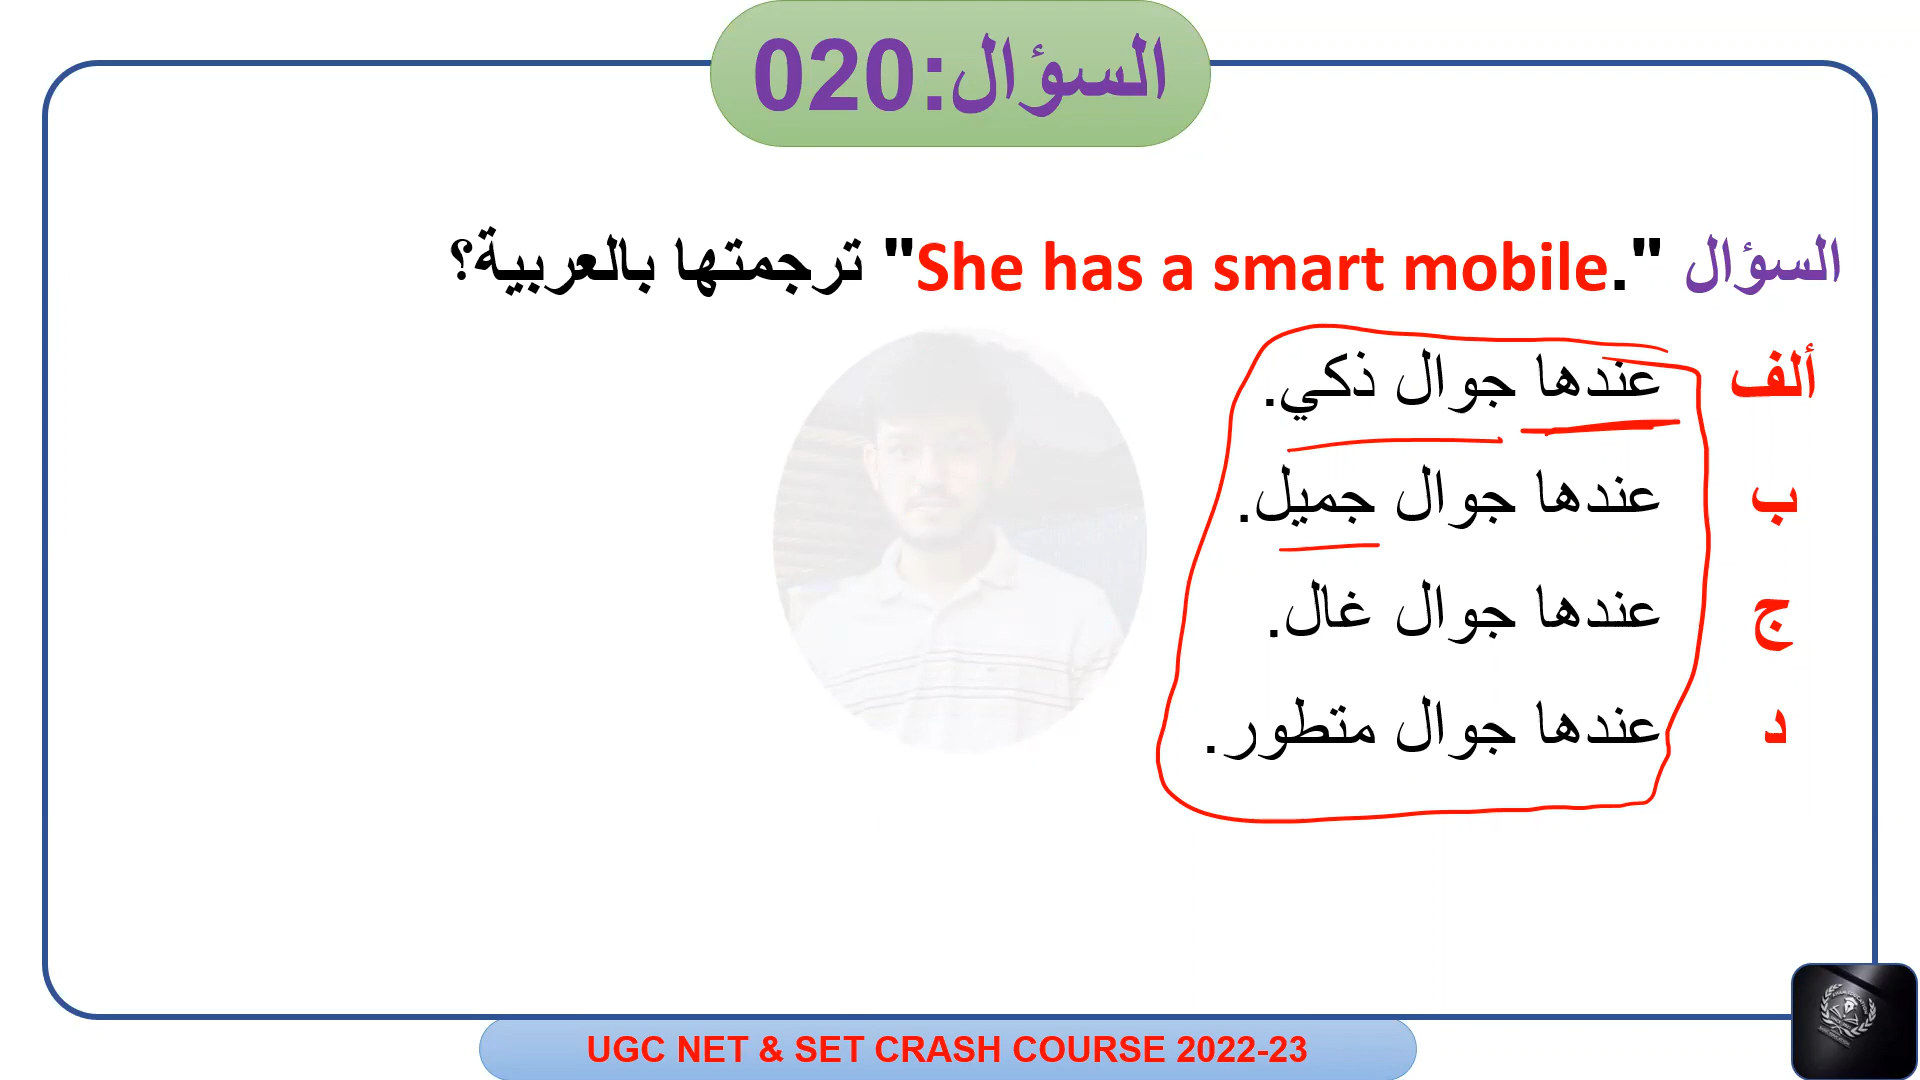 السؤال:020
السؤال "She has a smart mobile." ترجمتها بالعربية؟
ألف عندها جوال ذكي.
ب عندها جوال جميل.
ج عندها جوال غال.
د عندها جوال متطور.
UGC NET & SET CRASH COURSE 2022-23